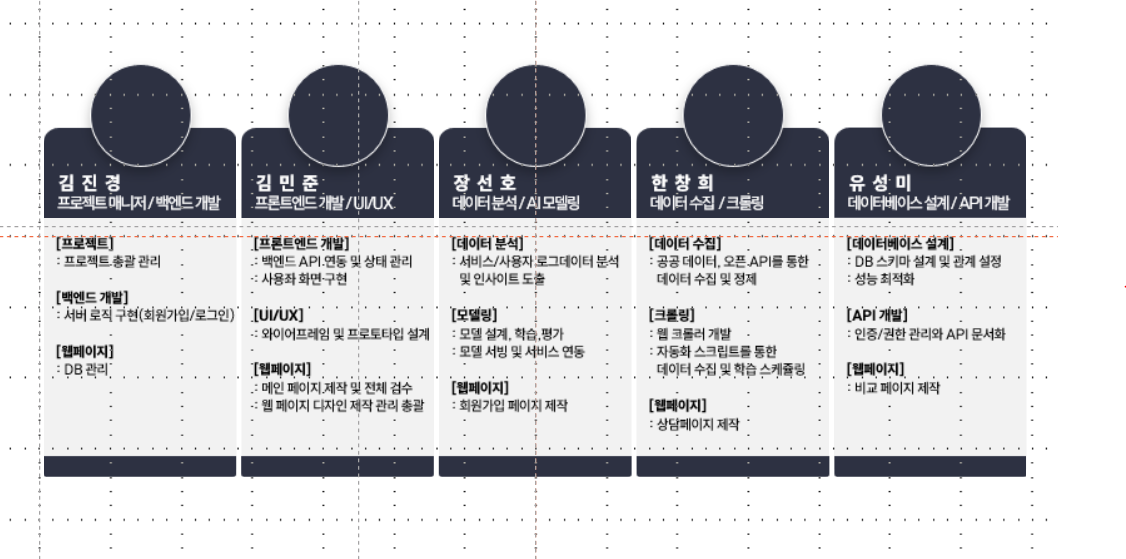 김 진 경
프로젝트 매니저 / 백엔드 개발
[프로젝트]
: 프로젝트 총괄 관리
[백엔드 개발]
: 서버 로직 구현(회원가입/로그인)
[웹페이지]
: DB 관리
김 민 준
프론트엔드 개발 / UI/UX
[프론트엔드 개발]
: 백엔드 API 연동 및 상태 관리
: 사용좌 화면 구현
[UI/UX]
: 와이어프레임 및 프로토타입 설계
[웹페이지]
: 메인 페이지 제작 및 전체 검수
: 웹 페이지 디자인 제작 관리 총괄
장 선 호
데이터 분석 / AI 모델링
[데이터 분석]
: 서비스/사용자 로그데이터 분석
및 인사이트 도출
[모델링]
: 모델 설계, 학습, 평가
: 모델 서빙 및 서비스 연동
[웹페이지]
: 회원가입 페이지 제작
한 창 희
데이터 수집 / 크롤링
[데이터 수집]
: 공공 데이터, 오픈 API를 통한
데이터 수집 및 정제
[크롤링]
: 웹 크롤러 개발
: 자동화 스크립트를 통한
데이터 수집 및 학습 스케쥴링
[웹페이지]
: 상담페이지 제작
유 성 미
데이터베이스 설계 / API 개발
[데이터베이스 설계]
: DB 스키마 설계 및 관계 설정
: 성능 최적화
[API 개발]
: 인증/권한 관리와 API 문서화
[웹페이지]
: 비교 페이지 제작